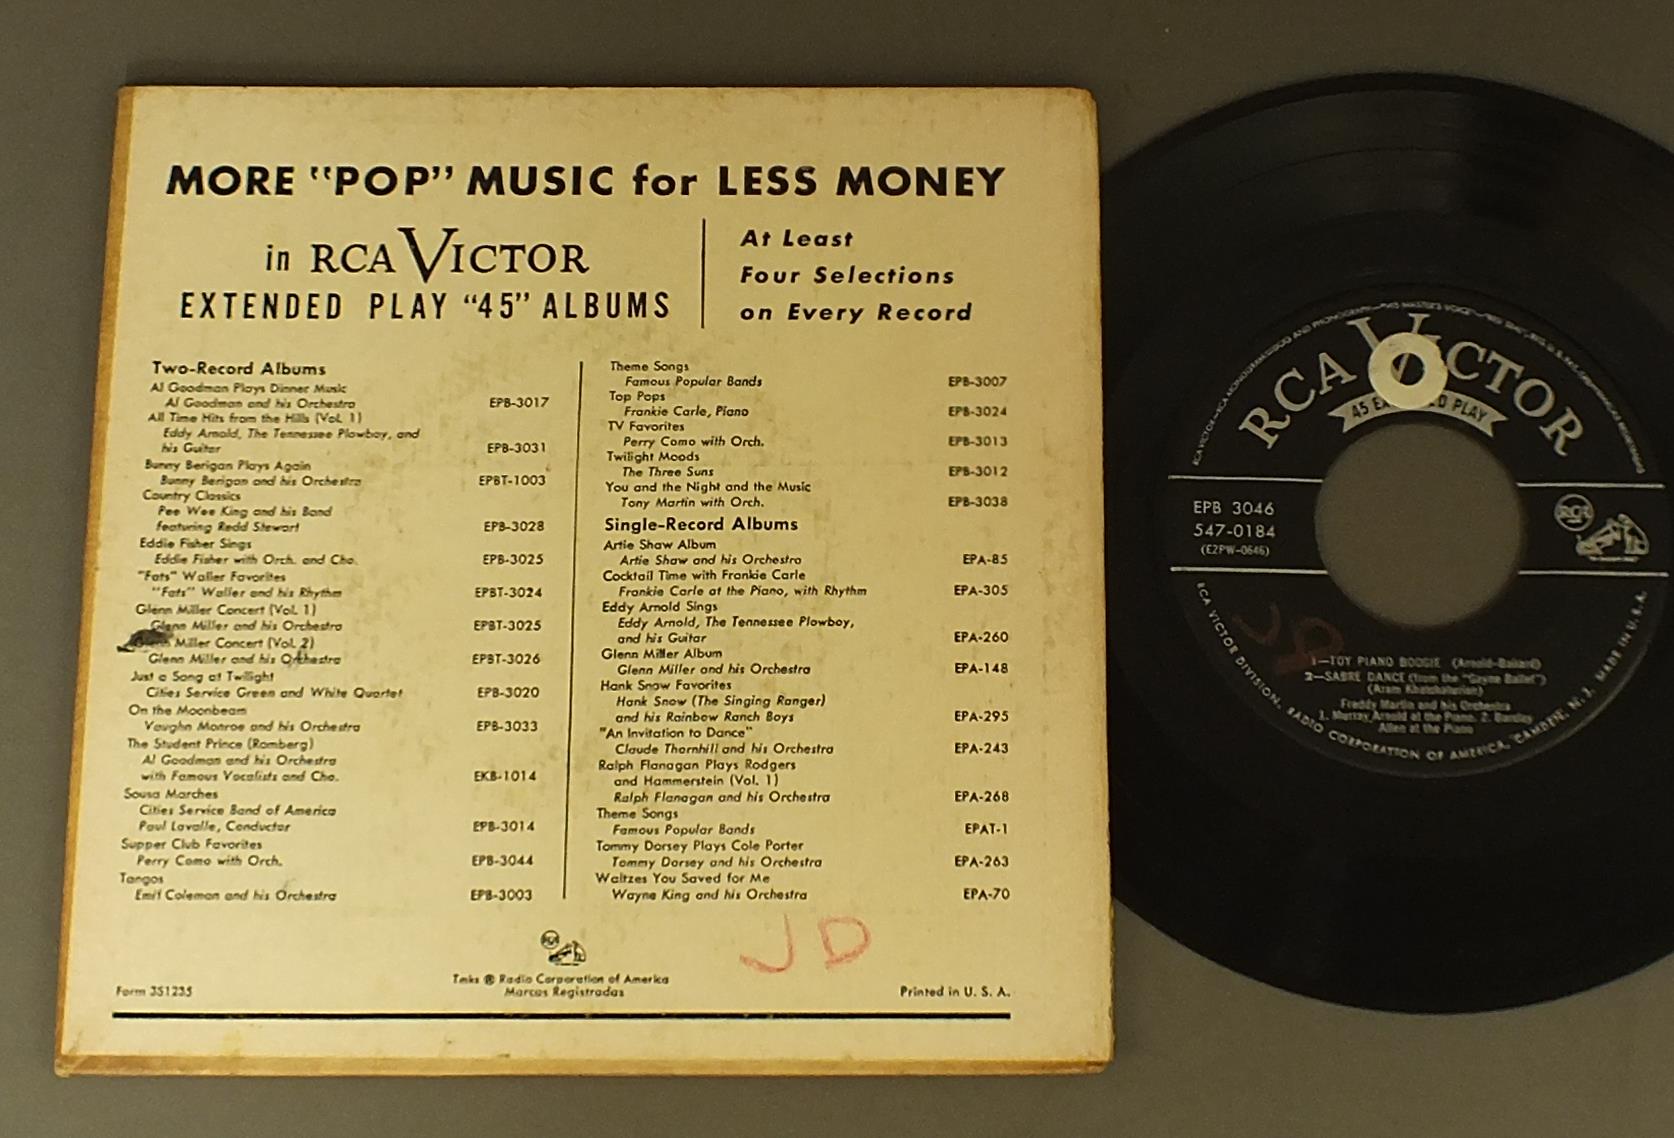 MORE "POP" MUSIC for LESS MONEY
in RCA VICTOR
EXTENDED PLAY "45" ALBUMS
At Least
Four Selections
on Every Record
Two-Record Albums
Al Goodman Plays Dinner Music
Al Goodman and his Orchestra EPB-3017
All Time Hits from the Hills (Vol. 1)
Eddy Arnold, The Tennessee Plowboy, and
his Guitar EPB-3031
Bunny Berigan Plays Again
Bunny Berigan and his Orchestra EPBT-1003
Country Classics
Pee Wee King and his Band
featuring Redd Stewart EPB-3028
Eddie Fisher Sings
Eddie Fisher with Orch. and Cho. EPB-3025
"Fats" Waller Favorites
"Fats" Waller and his Rhythm EPBT-3024
Glenn Miller Concert (Vol. 1)
Glenn Miller and his Orchestra EPBT-3025
Glenn Miller Concert (Vol. 2)
Glenn Miller and his Orchestra EPBT-3026
Just a Song at Twilight
Cities Service Green and White Quartet EPB-3020
On the Moonbeam
Vaughn Monroe and his Orchestra EPB-3033
The Student Prince (Romberg)
Al Goodman and his Orchestra
with Famous Vocalists and Cho. EKB-1014
Sousa Marches
Cities Service Band of America
Paul Lavalle, Conductor EPB-3014
Supper Club Favorites
Perry Como with Orch. EPB-3044
Tangos
Emil Coleman and his Orchestra EPB-3003
Theme Songs
Famous Popular Bands EPB-3007
Top Pops
Frankie Carle, Piano EPB-3024
TV Favorites
Perry Como with Orch. EPB-3013
Twilight Moods
The Three Suns EPB-3012
You and the Night and the Music
Tony Martin with Orch. EPB-3038
Single-Record Albums
Artie Shaw Album
Artie Shaw and his Orchestra EPA-85
Cocktail Time with Frankie Carle
Frankie Carle at the Piano, with Rhythm EPA-305
Eddy Arnold Sings
Eddy Arnold, The Tennessee Plowboy,
and his Guitar EPA-260
Glenn Miller Album
Glenn Miller and his Orchestra EPA-148
Hank Snow Favorites
Hank Snow (The Singing Ranger)
and his Rainbow Ranch Boys EPA-295
"An Invitation to Dance"
Claude Thornhill and his Orchestra EPA-243
Ralph Flanagan Plays Rodgers
and Hammerstein (Vol. 1)
Ralph Flanagan and his Orchestra EPA-268
Theme Songs
Famous Popular Bands EPAT-1
Tommy Dorsey Plays Cole Porter
Tommy Dorsey and his Orchestra EPA-263
Waltzes You Saved for Me
Wayne King and his Orchestra EPA-70
JD
RCA
Tmks ® Radio Corporation of America
Marcas Registradas
Form 3S1235
Printed in U. S. A.
RCA VICTOR
45 EXTENDED PLAY
EPB 3046
547-0184
(E2PW-0646)
RCA
JD
1—TOY PIANO BOOGIE (Arnold-Ballard)
2—SABRE DANCE (from the "Gayne Ballet")
(Aram Khatchaturian)
Freddy Martin and his Orchestra
1. Murray Arnold at the Piano. 2. Barclay
Allen at the Piano
RCA VICTOR DIVISION, RADIO CORPORATION OF AMERICA, CAMDEN, N. J. MADE IN U.S.A.